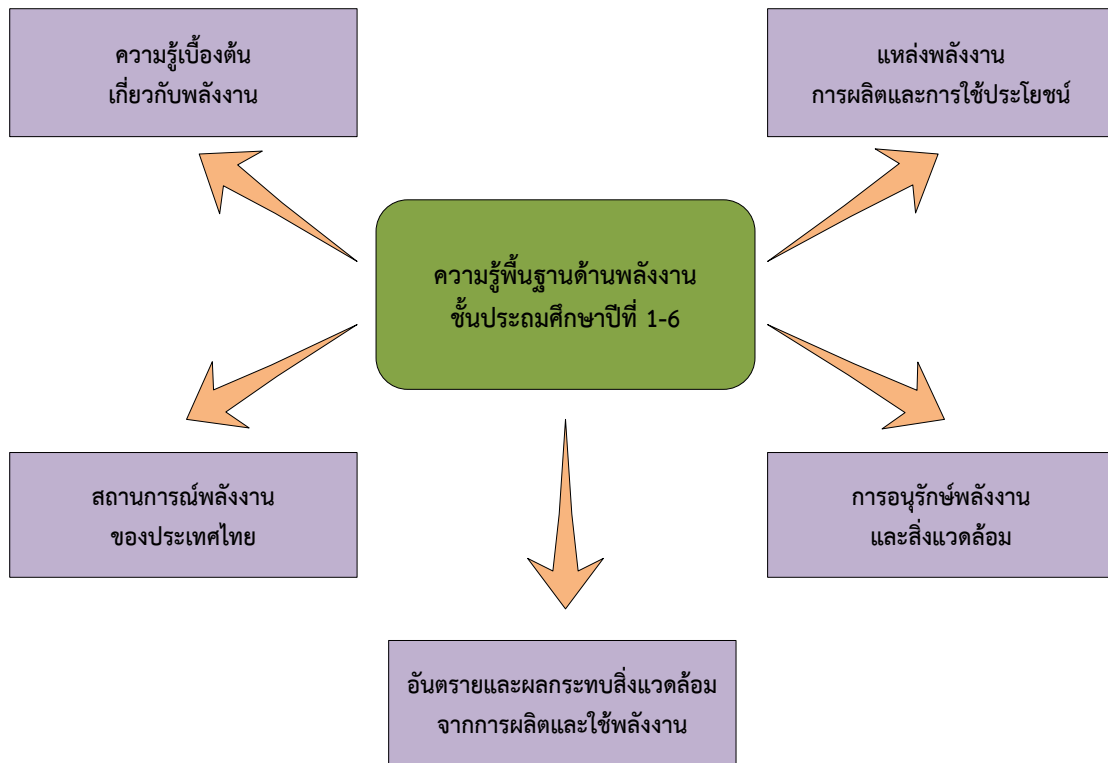 ความรู้เบื้องต้น
เกี่ยวกับพลังงาน
แหล่งพลังงาน
การผลิตและการใช้ประโยชน์
ความรู้พื้นฐานด้านพลังงาน
ชั้นประถมศึกษาปีที่ 1-6
สถานการณ์พลังงาน
ของประเทศไทย
การอนุรักษ์พลังงาน
และสิ่งแวดล้อม
อันตรายและผลกระทบสิ่งแวดล้อม
จากการผลิตและใช้พลังงาน